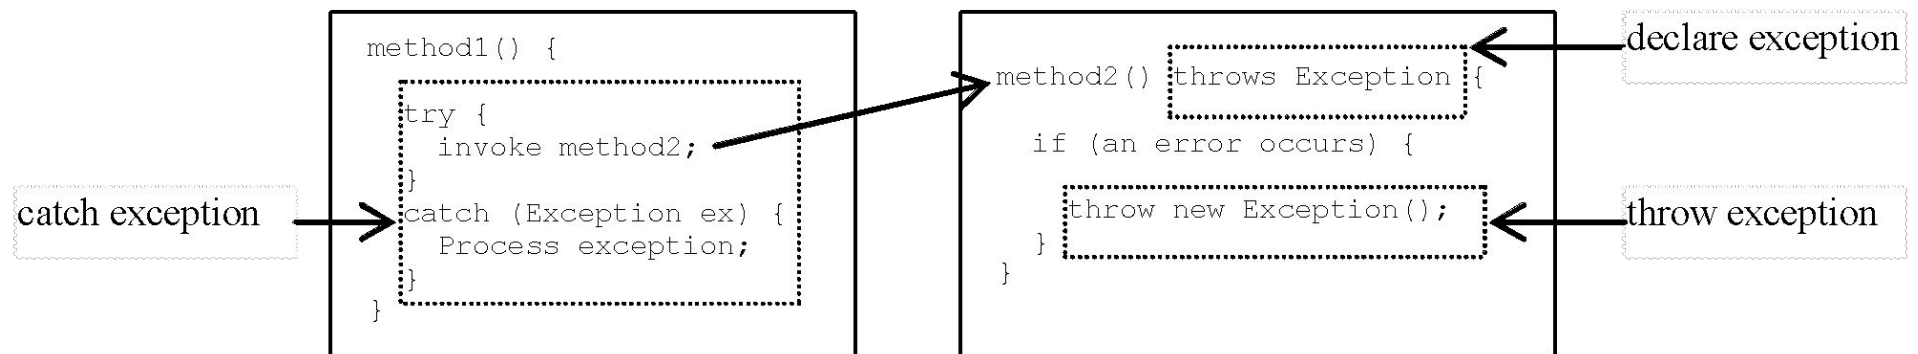 catch exception
method1() {
try {
invoke method2;
}
catch (Exception ex) {
Process exception;
}
}
method2() throws Exception {
if (an error occurs) {
throw new Exception();
}
}
declare exception
throw exception